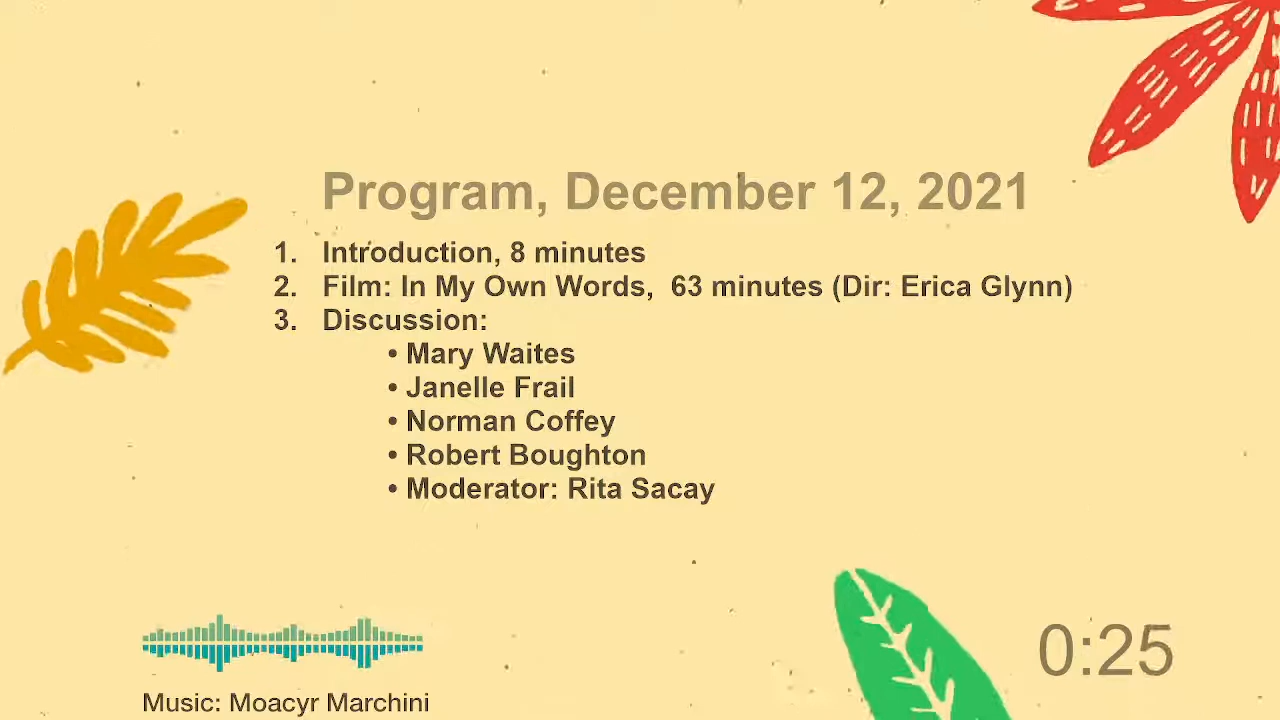 Program, December 12, 2021
1. Introduction, 8 minutes
2. Film: In My Own Words,  63 minutes (Dir: Erica Glynn)
3. Discussion:
• Mary Waites
• Janelle Frail
• Norman Coffey
• Robert Boughton
• Moderator: Rita Sacay
0:25
Music: Moacyr Marchini